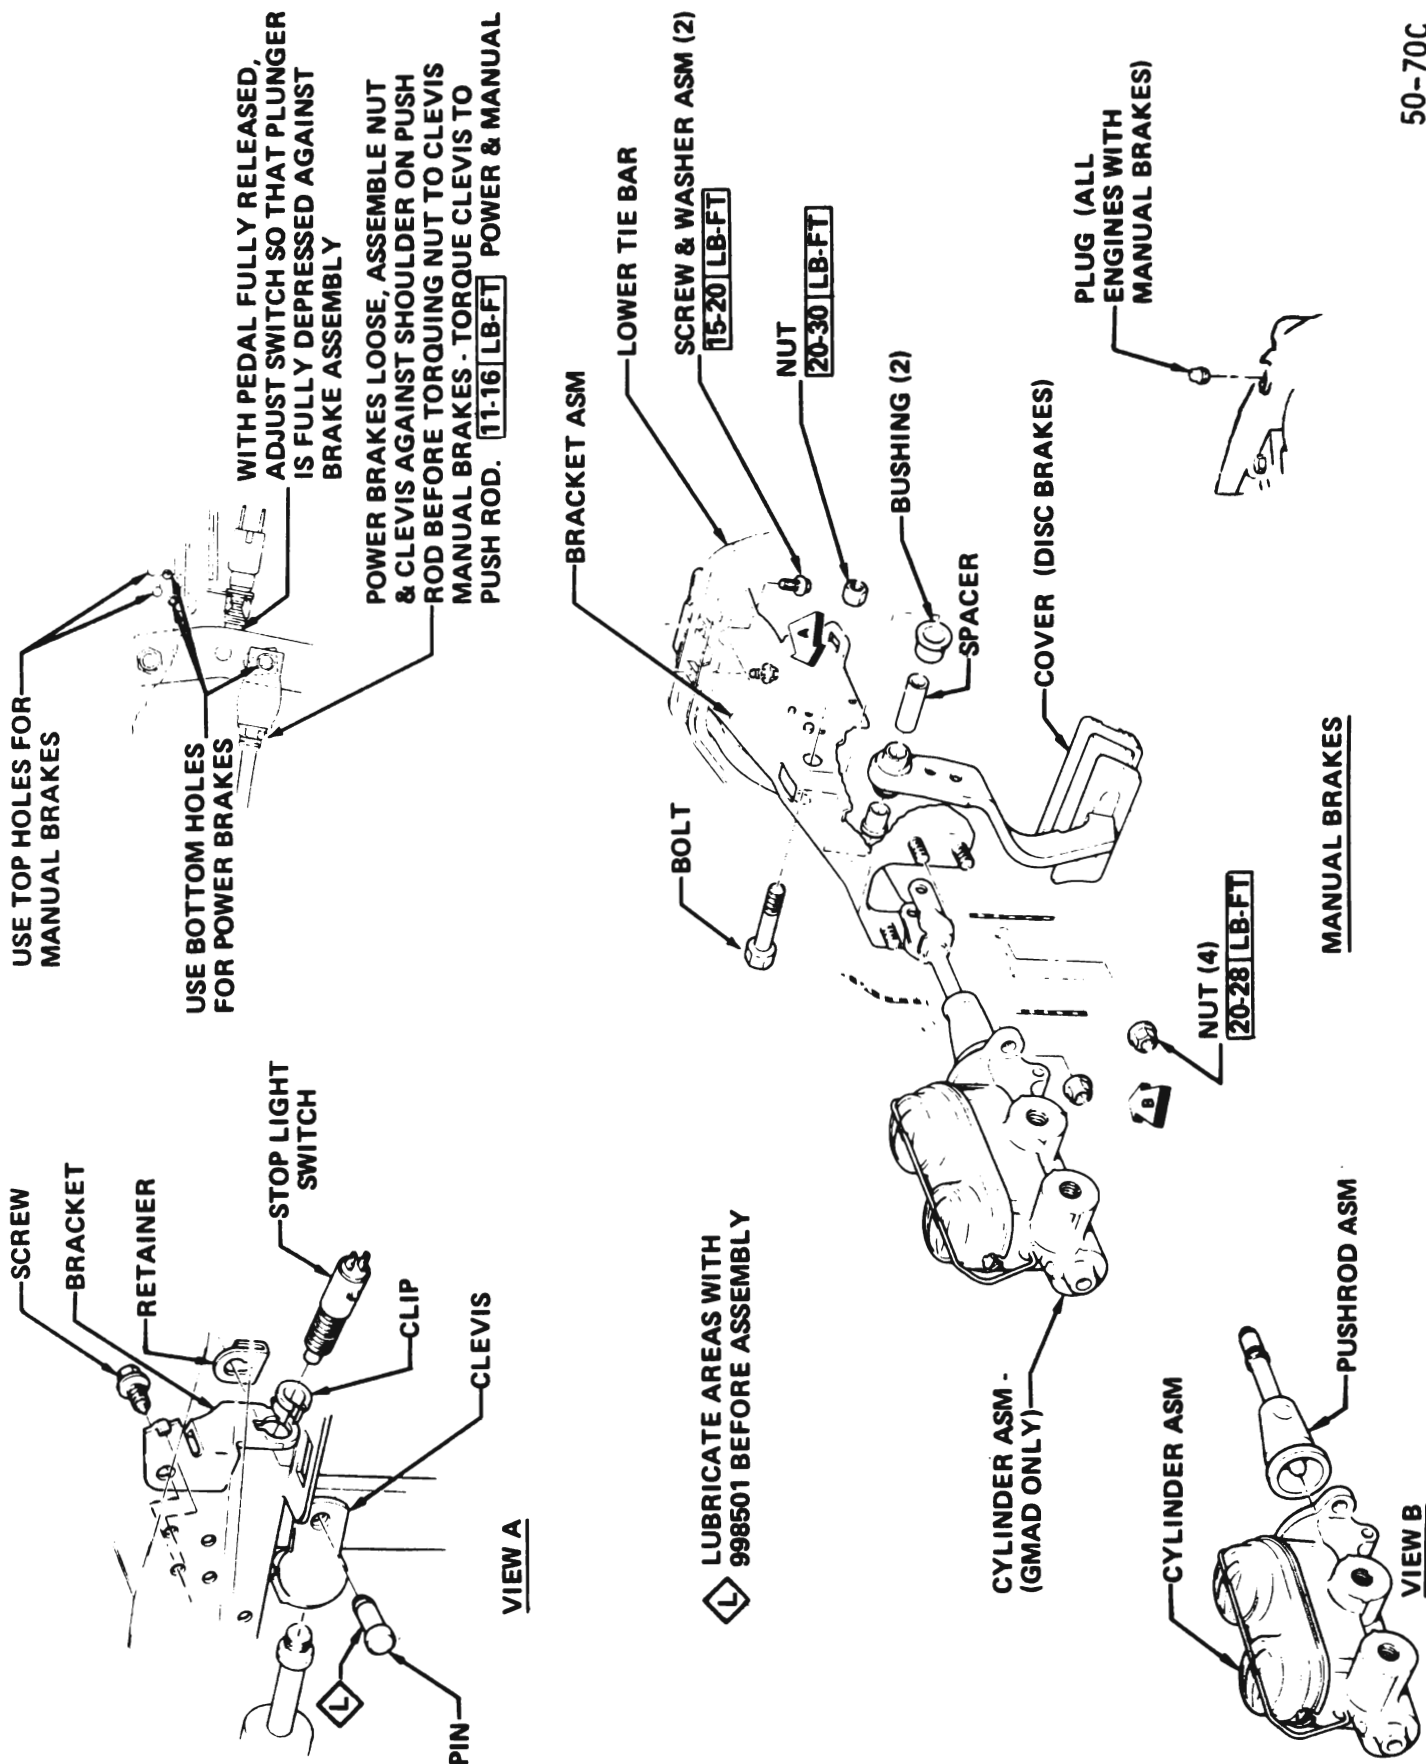 USE TOP HOLES FOR
MANUAL BRAKES
USE BOTTOM HOLES
FOR POWER BRAKES
WITH PEDAL FULLY RELEASED,
ADJUST SWITCH SO THAT PLUNGER
IS FULLY DEPRESSED AGAINST
BRAKE ASSEMBLY
POWER BRAKES LOOSE, ASSEMBLE NUT
& CLEVIS AGAINST SHOULDER ON PUSH
ROD BEFORE TORQUING NUT TO CLEVIS
MANUAL BRAKES - TORQUE CLEVIS TO
PUSH ROD. 11-16 LB-FT POWER & MANUAL
SCREW
BRACKET
RETAINER
STOP LIGHT
SWITCH
CLIP
CLEVIS
L
PIN
VIEW A
BRACKET ASM
LOWER TIE BAR
SCREW & WASHER ASM (2)
15-20 LB-FT
NUT
20-30 LB-FT
BUSHING (2)
SPACER
COVER (DISC BRAKES)
BOLT
A
L LUBRICATE AREAS WITH
998501 BEFORE ASSEMBLY
CYLINDER ASM -
(GMAD ONLY)
B
NUT (4)
20-28 LB-FT
PLUG (ALL
ENGINES WITH
MANUAL BRAKES)
CYLINDER ASM
PUSHROD ASM
VIEW B
MANUAL BRAKES
50-70C